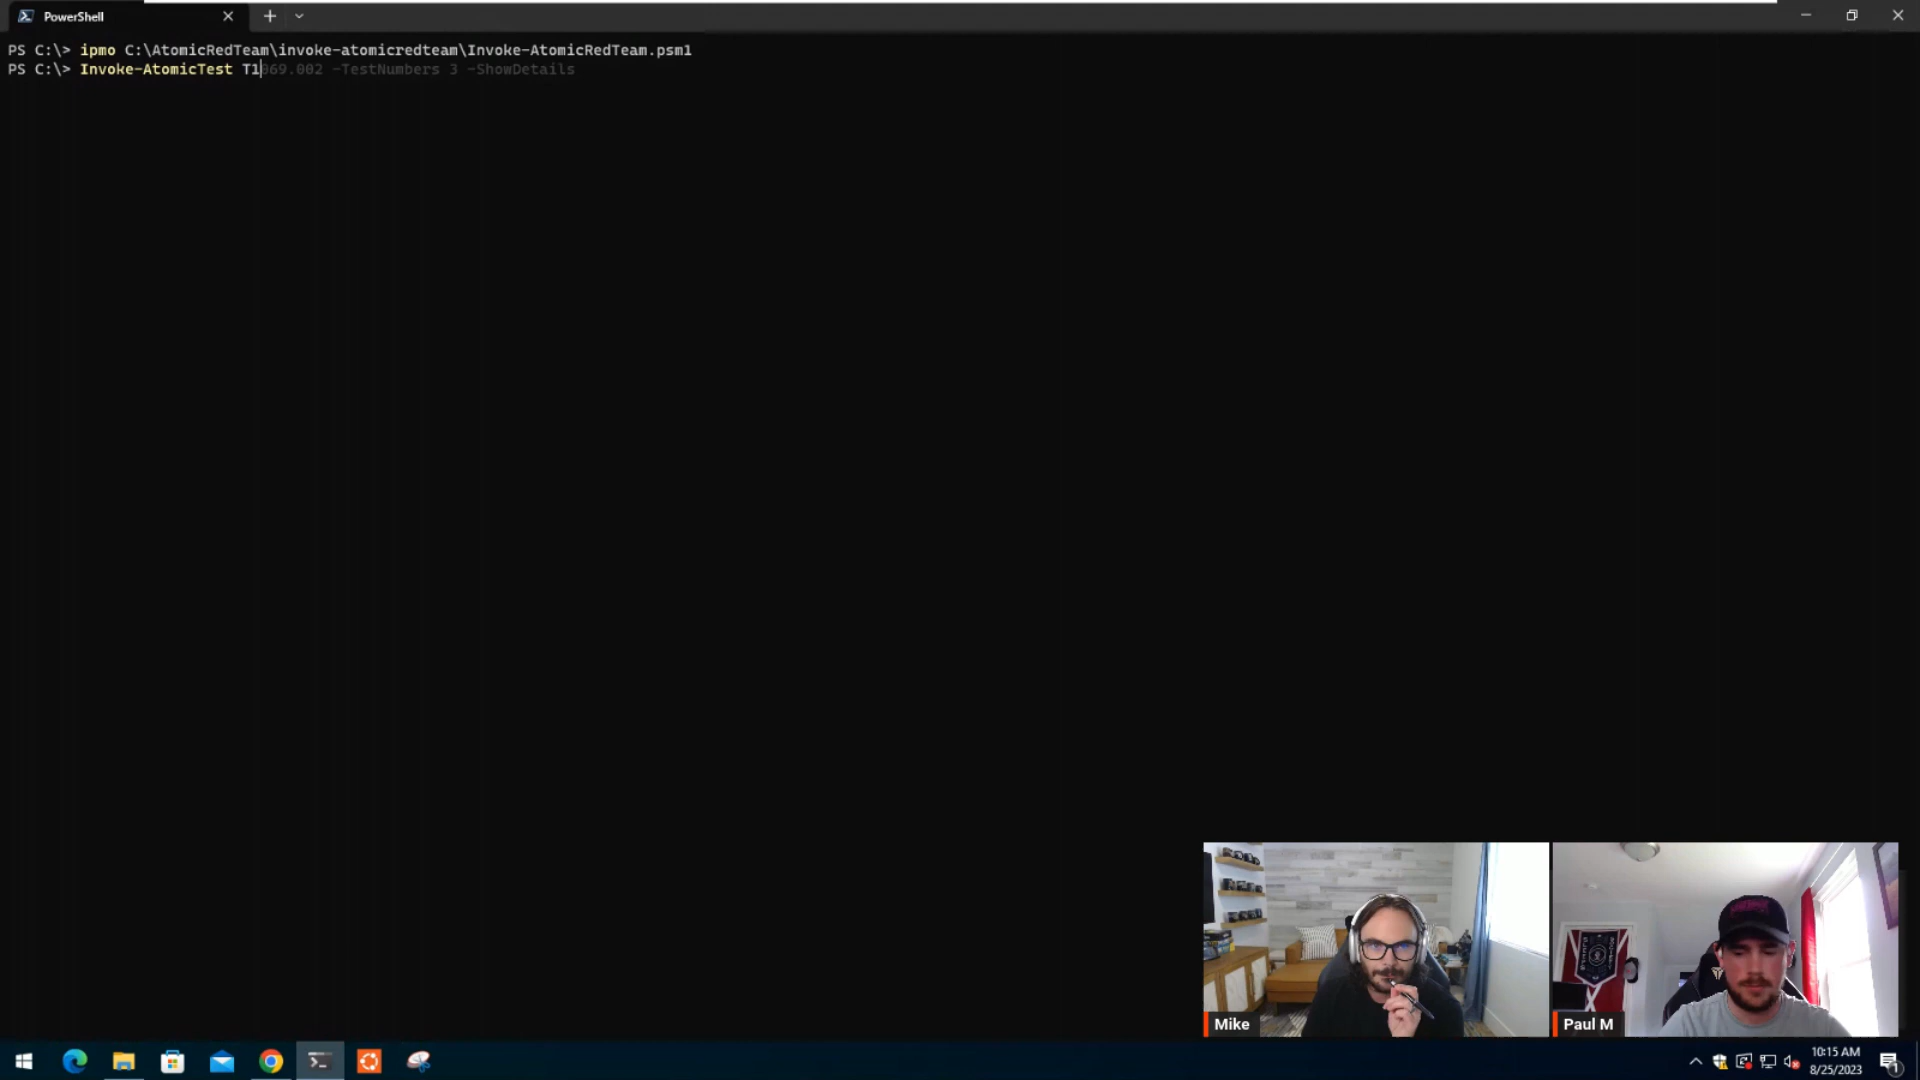 PowerShell
PS C:\> ipmo C:\AtomicRedTeam\invoke-atomicredteam\Invoke-AtomicRedTeam.psm1
PS C:\> Invoke-AtomicTest T1069.002 -TestNumbers 3 -ShowDetails
Mike
Paul M
10:15 AM
8/25/2023
1